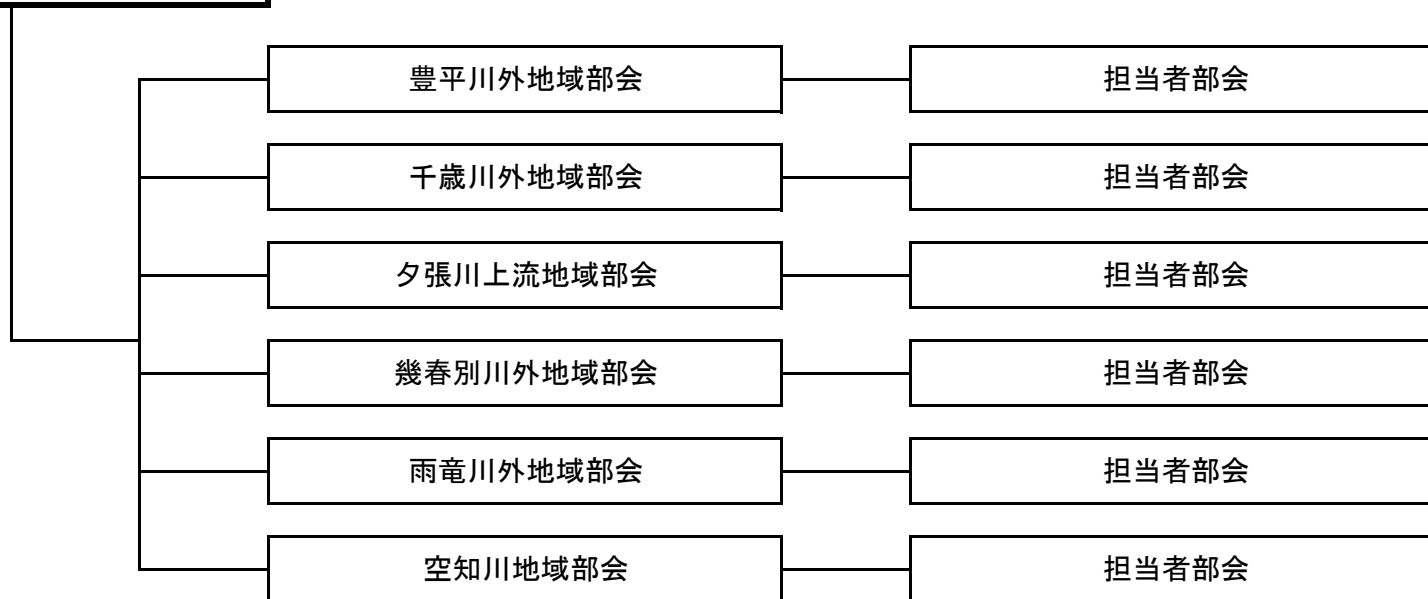 豊平川外地域部会
担当者部会
千歳川外地域部会
担当者部会
夕張川上流地域部会
担当者部会
幾春別川外地域部会
担当者部会
雨竜川外地域部会
担当者部会
空知川地域部会
担当者部会